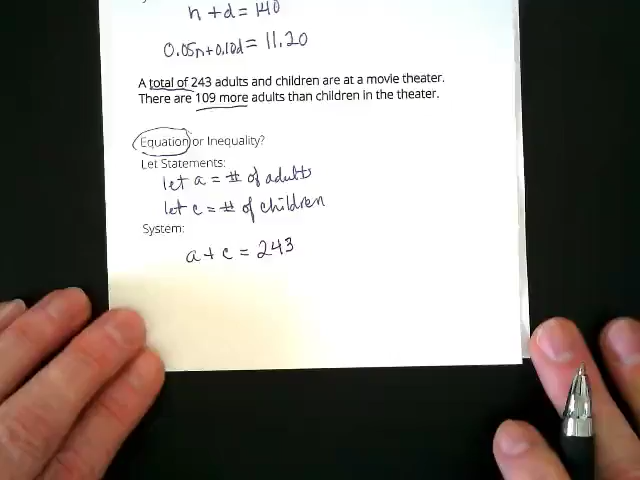 n + d = 140
0.05n + 0.10d = 11.20
A total of 243 adults and children are at a movie theater.
There are 109 more adults than children in the theater.
Equation or Inequality?
Let Statements:
let a = # of adults
let c = # of children
System:
a + c = 243